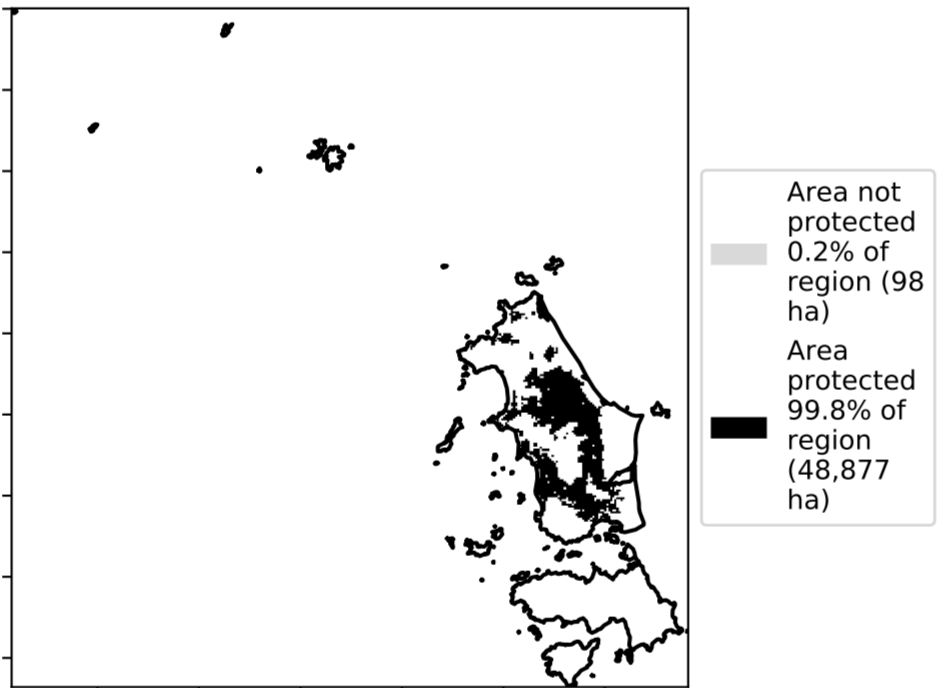 Area not
protected
0.2% of
region (98
ha)
Area
protected
99.8% of
region
(48,877
ha)